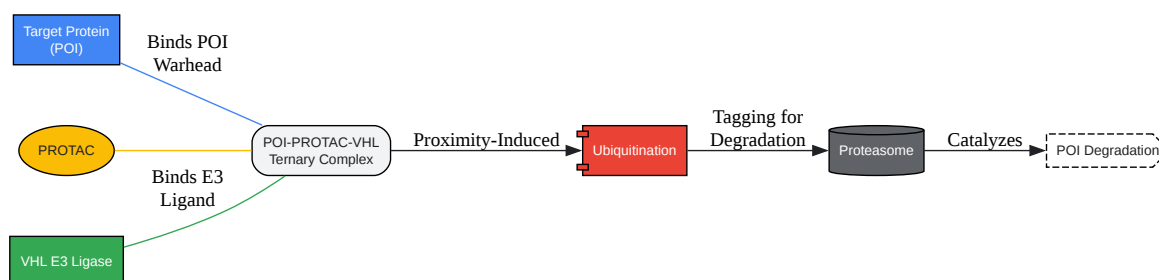 Target Protein
(POI)
Binds POI
Warhead
PROTAC
POI-PROTAC-VHL
Ternary Complex
Binds E3
Ligand
VHL E3 Ligase
Proximity-Induced
Ubiquitination
Tagging for
Degradation
Proteasome
Catalyzes
POI Degradation